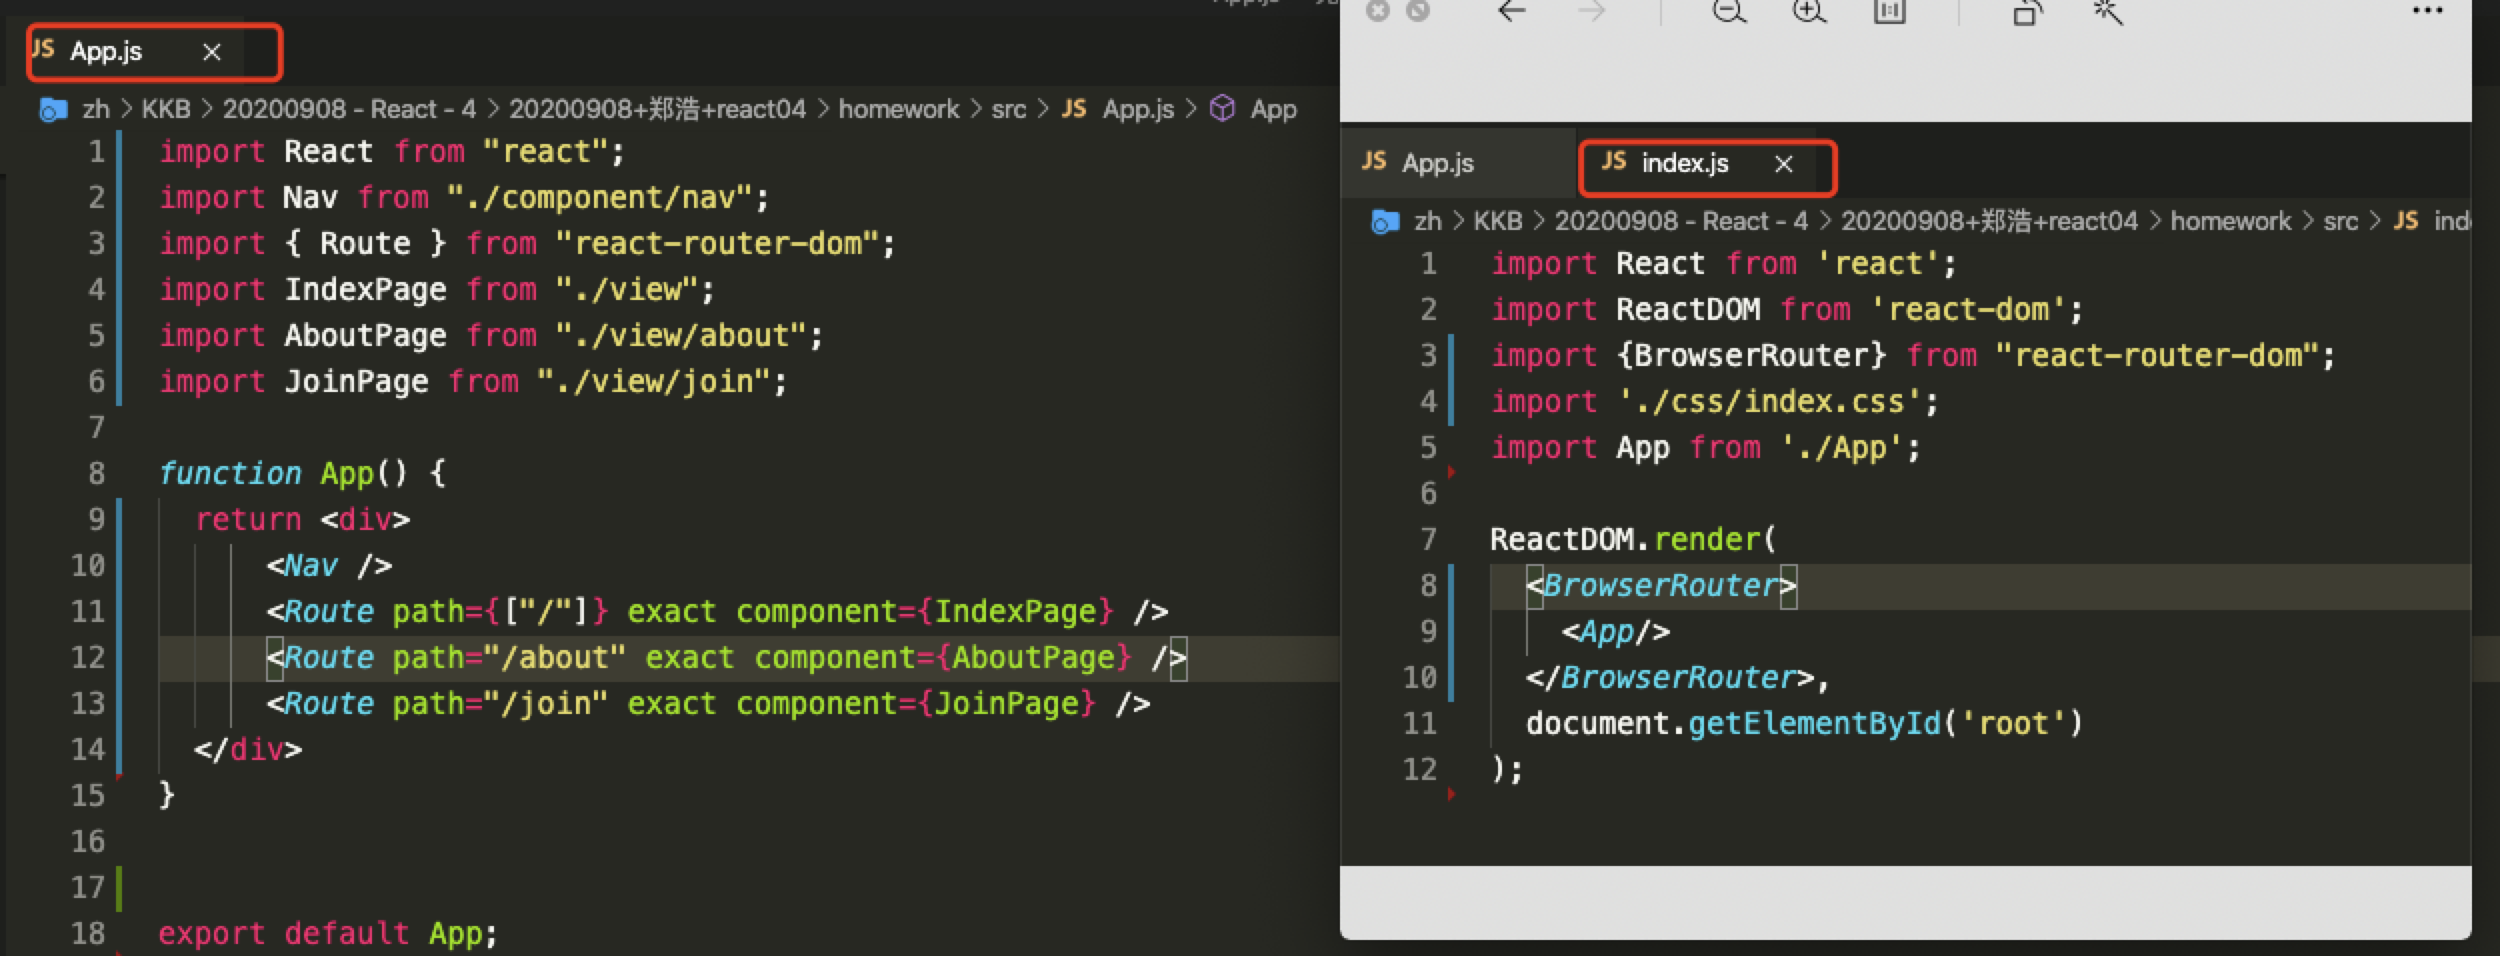 JS App.js ×
zh > KKB > 20200908 - React - 4 > 20200908+郑浩+react04 > homework > src > JS App.js > App
1 import React from "react";
2 import Nav from "./component/nav";
3 import { Route } from "react-router-dom";
4 import IndexPage from "./view";
5 import AboutPage from "./view/about";
6 import JoinPage from "./view/join";
7
8 function App() {
9 return <div>
10 <Nav />
11 <Route path={["/"]} exact component={IndexPage} />
12 <Route path="/about" exact component={AboutPage} />
13 <Route path="/join" exact component={JoinPage} />
14 </div>
15 }
16
17
18 export default App;
JS App.js JS index.js ×
zh > KKB > 20200908 - React - 4 > 20200908+郑浩+react04 > homework > src > JS
1 import React from 'react';
2 import ReactDOM from 'react-dom';
3 import {BrowserRouter} from "react-router-dom";
4 import './css/index.css';
5 import App from './App';
6
7 ReactDOM.render(
8 <BrowserRouter>
9 <App/>
10 </BrowserRouter>,
11 document.getElementById('root')
12 );